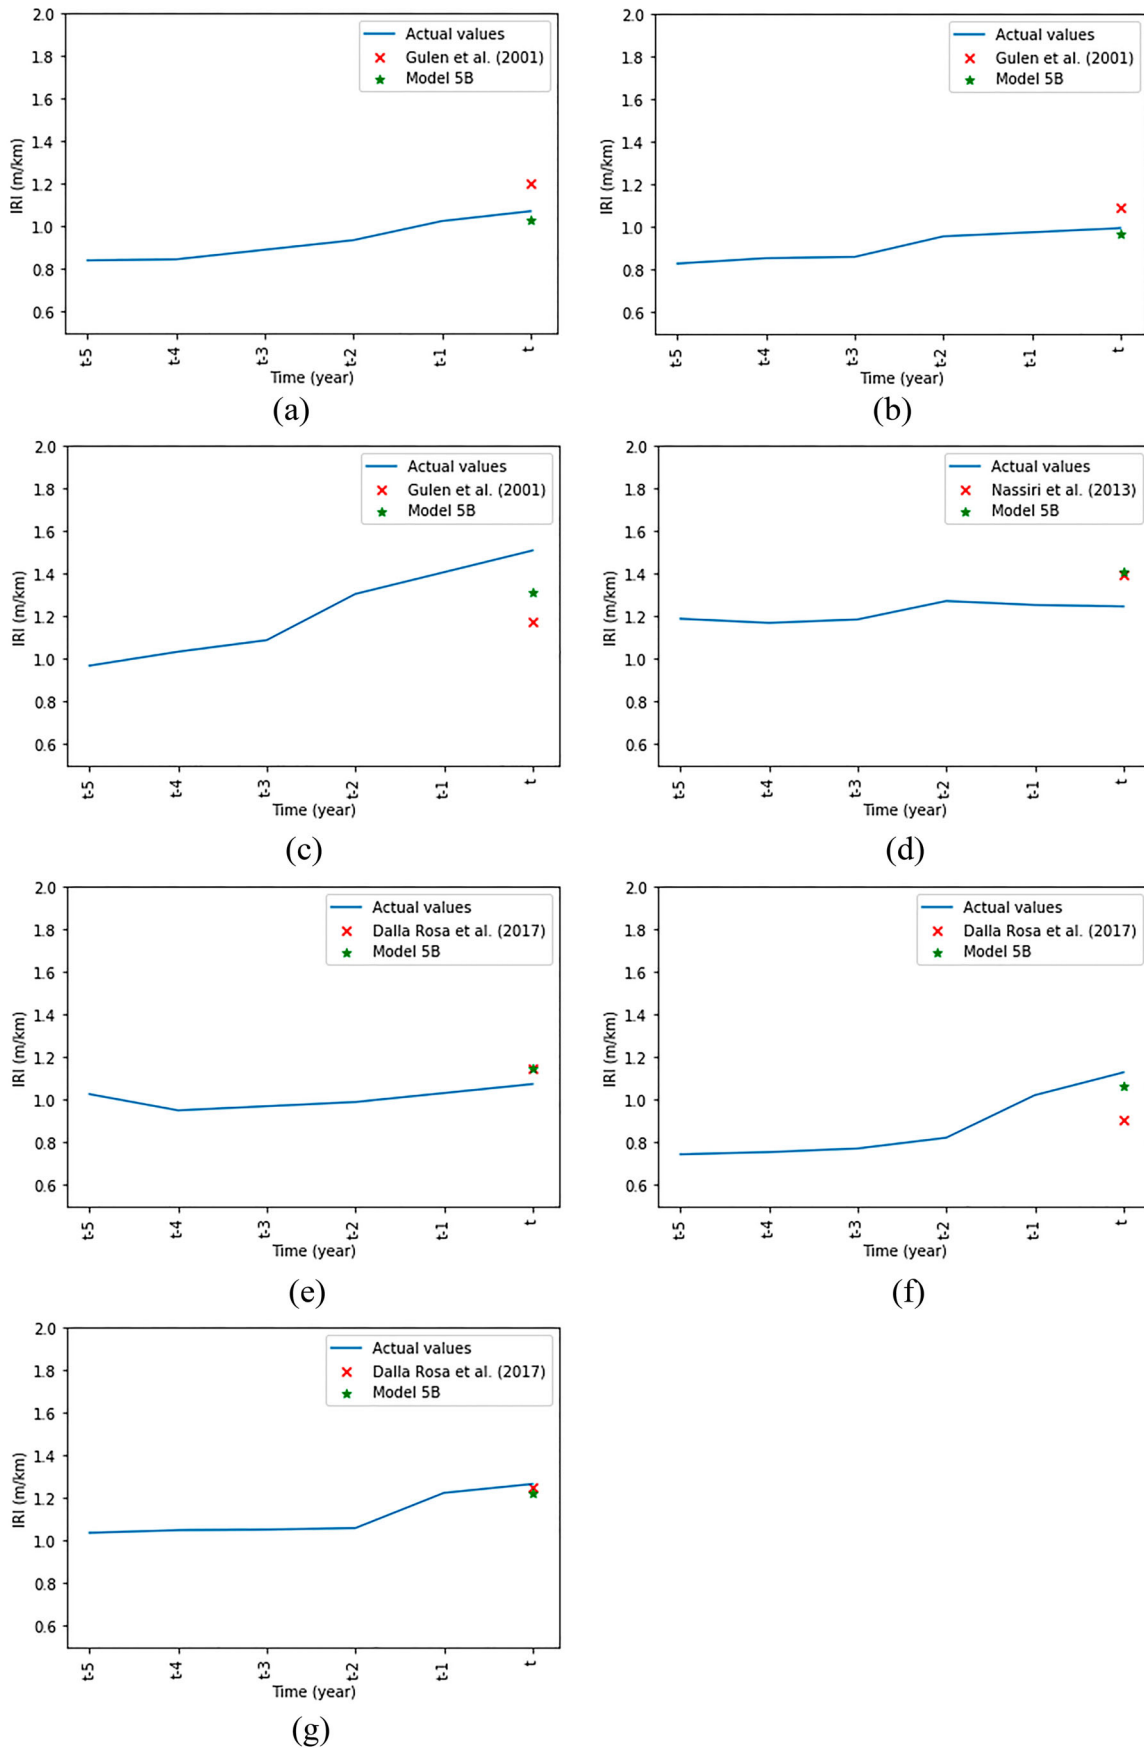 2.0
1.8
1.6
1.4
1.2
1.0
0.8
0.6
IRI (m/km)
Actual values
Gulen et al. (2001)
Model 5B
t-5
t-4
t-3
t-2
t-1
t
Time (year)
(a)
2.0
1.8
1.6
1.4
1.2
1.0
0.8
0.6
IRI (m/km)
Actual values
Gulen et al. (2001)
Model 5B
t-5
t-4
t-3
t-2
t-1
t
Time (year)
(b)
2.0
1.8
1.6
1.4
1.2
1.0
0.8
0.6
IRI (m/km)
Actual values
Gulen et al. (2001)
Model 5B
t-5
t-4
t-3
t-2
t-1
t
Time (year)
(c)
2.0
1.8
1.6
1.4
1.2
1.0
0.8
0.6
IRI (m/km)
Actual values
Nassiri et al. (2013)
Model 5B
t-5
t-4
t-3
t-2
t-1
t
Time (year)
(d)
2.0
1.8
1.6
1.4
1.2
1.0
0.8
0.6
IRI (m/km)
Actual values
Dalla Rosa et al. (2017)
Model 5B
t-5
t-4
t-3
t-2
t-1
t
Time (year)
(e)
2.0
1.8
1.6
1.4
1.2
1.0
0.8
0.6
IRI (m/km)
Actual values
Dalla Rosa et al. (2017)
Model 5B
t-5
t-4
t-3
t-2
t-1
t
Time (year)
(f)
2.0
1.8
1.6
1.4
1.2
1.0
0.8
0.6
IRI (m/km)
Actual values
Dalla Rosa et al. (2017)
Model 5B
t-5
t-4
t-3
t-2
t-1
t
Time (year)
(g)